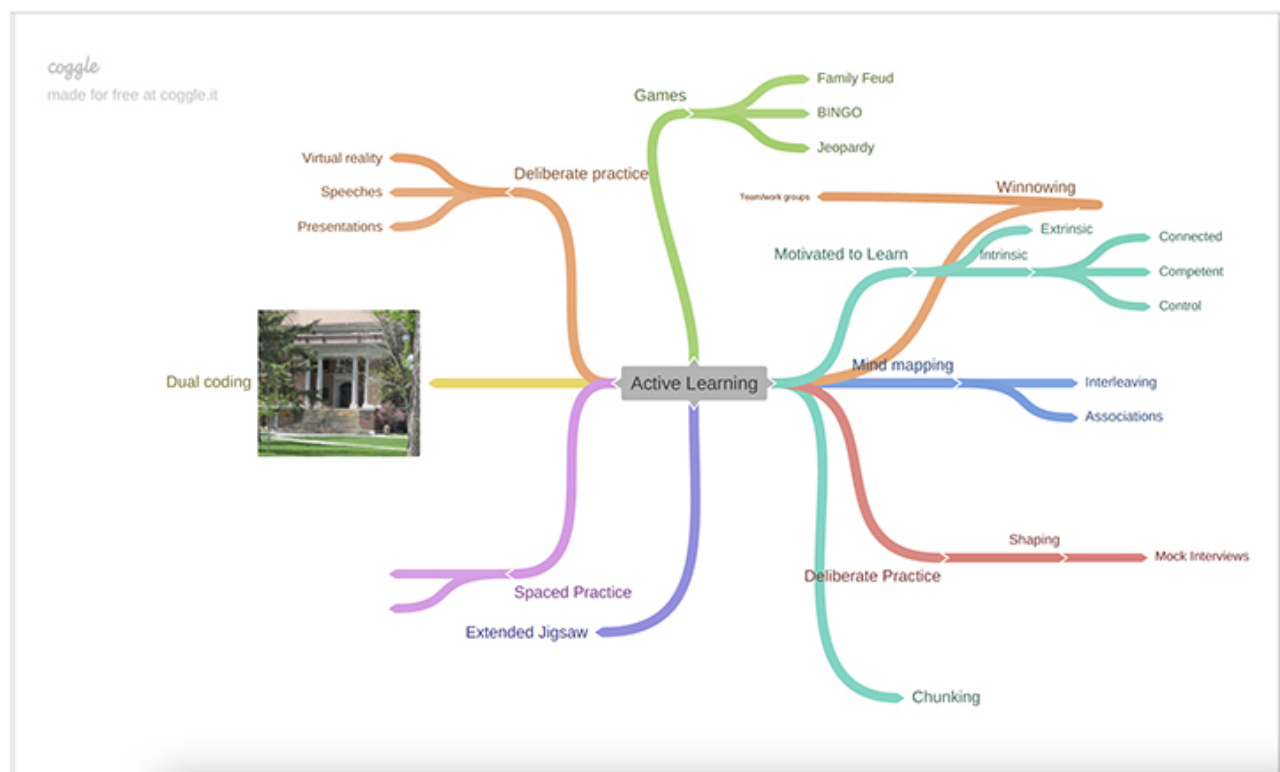 coggle
made for free at coggle.it
Games
Family Feud
BINGO
Jeopardy
Deliberate practice
Virtual reality
Speeches
Presentations
Winnowing
Teamwork groups
Motivated to Learn
Extrinsic
Intrinsic
Connected
Competent
Control
Dual coding
Active Learning
Mind mapping
Interleaving
Associations
Shaping
Mock Interviews
Deliberate Practice
Spaced Practice
Extended Jigsaw
Chunking